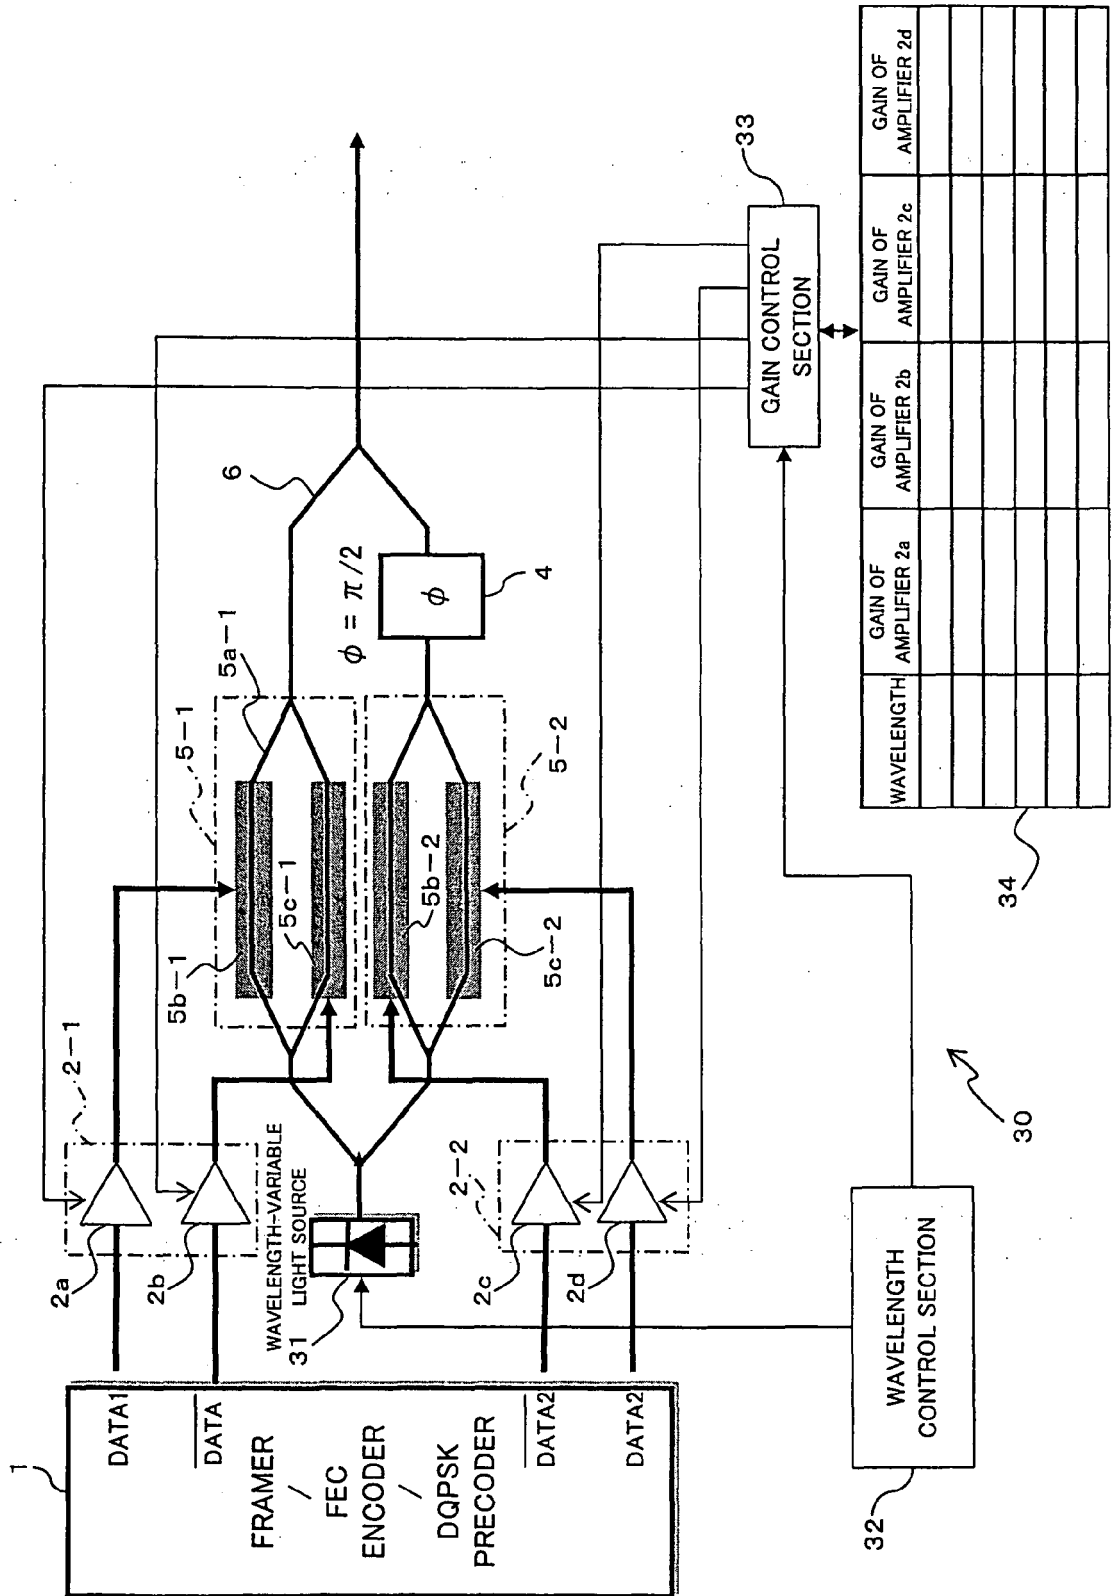 1
DATA1
DATA
FRAMER
/
FEC
ENCODER
/
DQPSK
PRECODER
DATA2
DATA2
2a
2b
2-1
WAVELENGTH-VARIABLE
LIGHT SOURCE
31
2c
2d
2-2
5b-1
5-1
5c-1
5a-1
5b-2
5c-2
5-2
φ = π/2
φ
4
6
WAVELENGTH
CONTROL SECTION
32
30
GAIN CONTROL
SECTION
33
34
WAVELENGTH
GAIN OF
AMPLIFIER 2a
GAIN OF
AMPLIFIER 2b
GAIN OF
AMPLIFIER 2c
GAIN OF
AMPLIFIER 2d